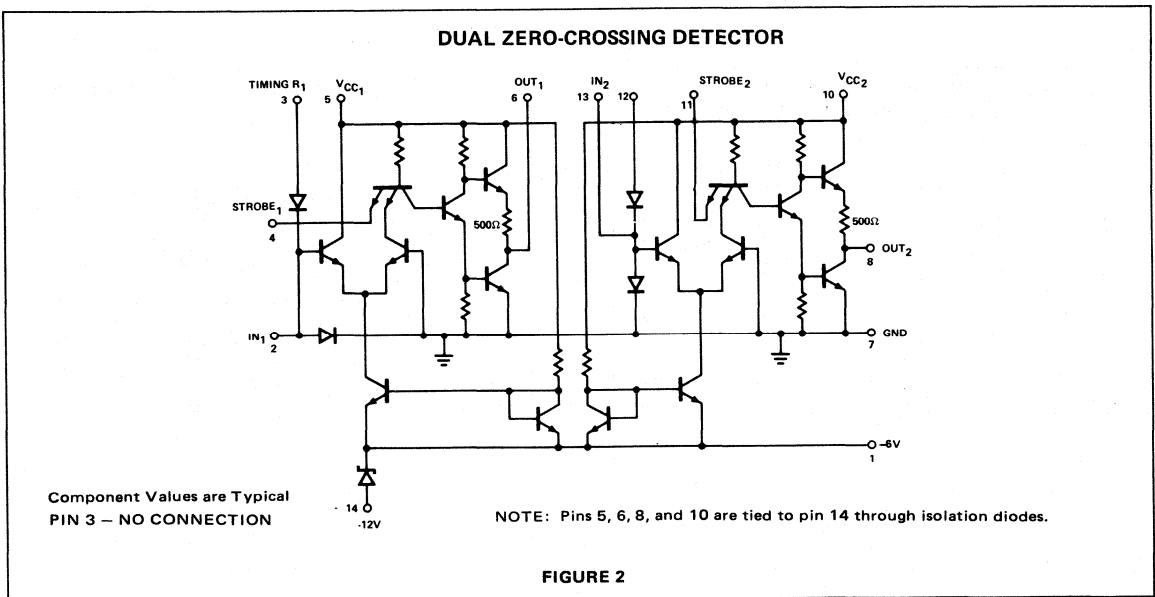 DUAL ZERO-CROSSING DETECTOR
TIMING R1 VCC1 OUT1 IN2 STROBE2 VCC2
3 5 6 13 12 11 10
STROBE1
4
500Ω 500Ω
OUT2
8
IN1
2
GND
7
-6V
1
Component Values are Typical
PIN 3 – NO CONNECTION
14
-12V
NOTE: Pins 5, 6, 8, and 10 are tied to pin 14 through isolation diodes.
FIGURE 2